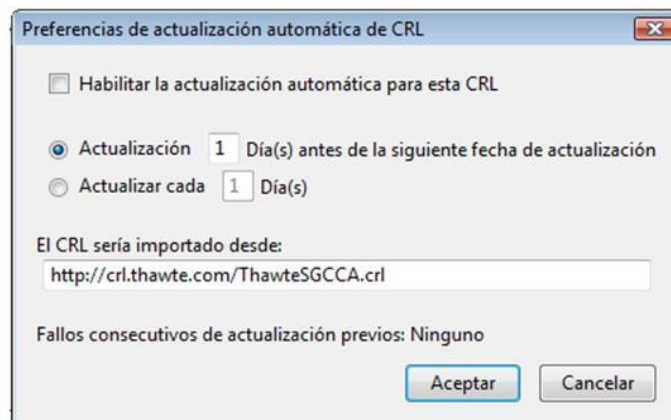 Preferencias de actualización automática de CRL
Habilitar la actualización automática para esta CRL
Actualización 1 Día(s) antes de la siguiente fecha de actualización
Actualizar cada 1 Día(s)
El CRL sería importado desde:
http://crl.thawte.com/ThawteSGCCA.crl
Fallos consecutivos de actualización previos: Ninguno
Aceptar Cancelar